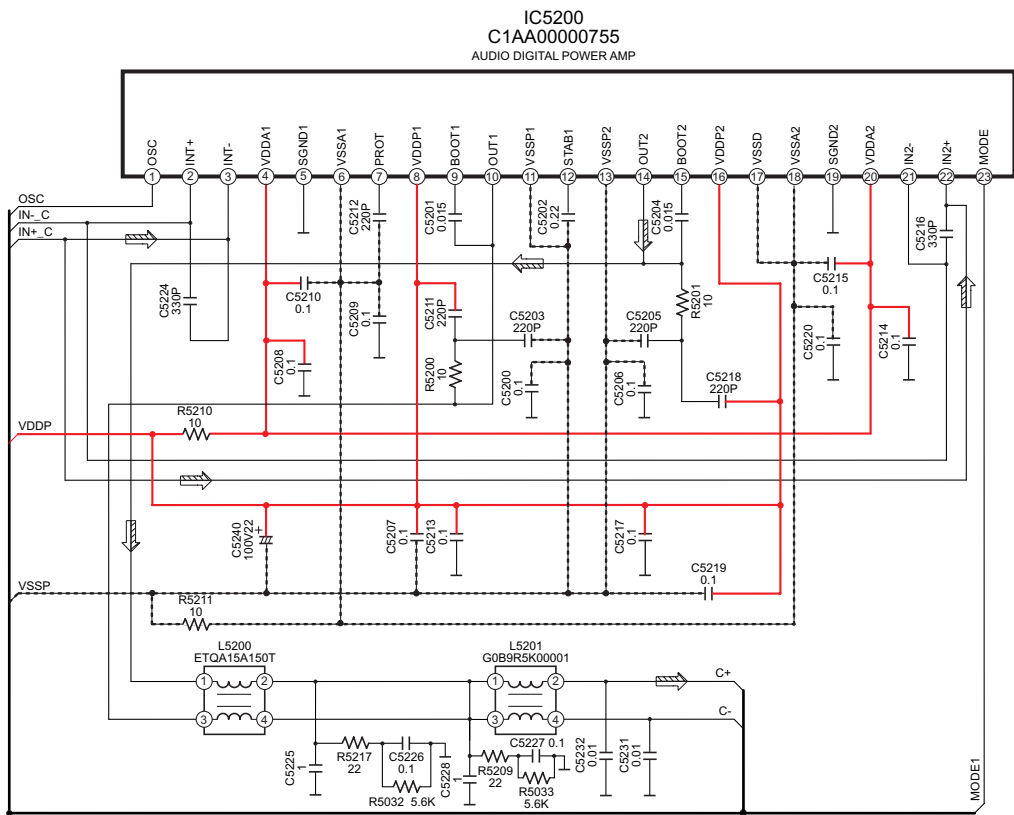 IC5200
C1AA00000755
AUDIO DIGITAL POWER AMP
OSC
INT+
INT-
VDDA1
SGND1
VSSA1
PROT
VDDP1
BOOT1
OUT1
VSSP1
STAB1
VSSP2
OUT2
BOOT2
VDDP2
VSSD
VSSA2
SGND2
VDDA2
IN2-
IN2+
MODE
1
2
3
4
5
6
7
8
9
10
11
12
13
14
15
16
17
18
19
20
21
22
23
OSC
IN-_C
IN+_C
C5212
220P
C5201
0.015
C5202
0.22
C5204
0.015
C5216
330P
C5224
330P
C5210
0.1
C5209
0.1
C5211
220P
C5203
220P
C5205
220P
R5201
10
C5215
0.1
C5208
0.1
R5200
10
C5200
0.1
C5206
0.1
C5218
220P
C5220
0.1
C5214
0.1
R5210
10
VDDP
C5240
100V22
+
C5207
0.1
C5213
0.1
C5217
0.1
C5219
0.1
VSSP
R5211
10
L5200
ETQA15A150T
L5201
G0B9R5K00001
1
2
1
2
C+
3
4
3
4
C-
C5225
1
R5217
22
C5226
0.1
R5032 5.6K
C5228
1
R5209
22
C5227 0.1
R5033
5.6K
C5232
0.01
C5231
0.01
MODE1